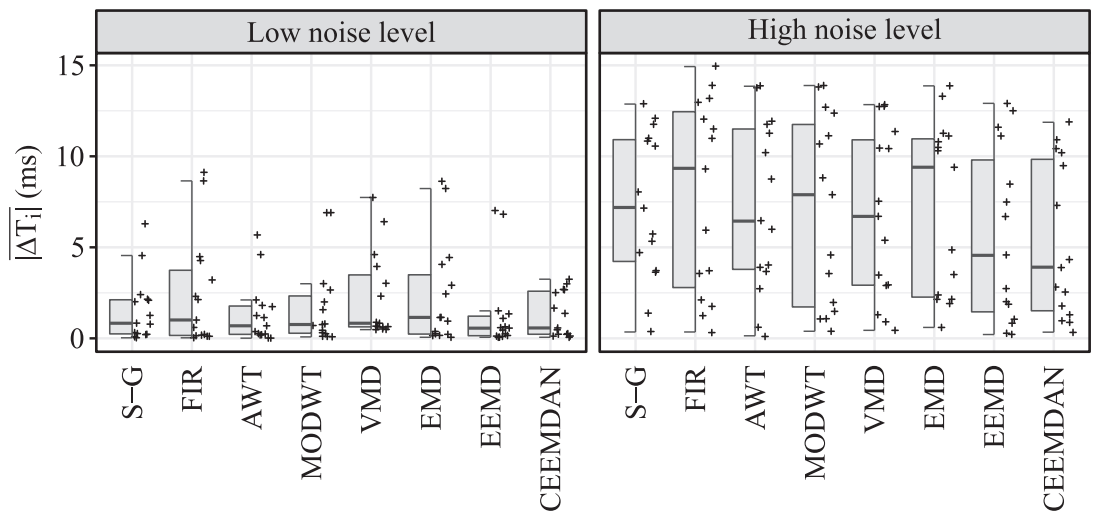 Low noise level
High noise level
|ΔTᵢ| (ms)
15
10
5
0
S−G
FIR
AWT
MODWT
VMD
EMD
EEMD
CEEMDAN
S−G
FIR
AWT
MODWT
VMD
EMD
EEMD
CEEMDAN